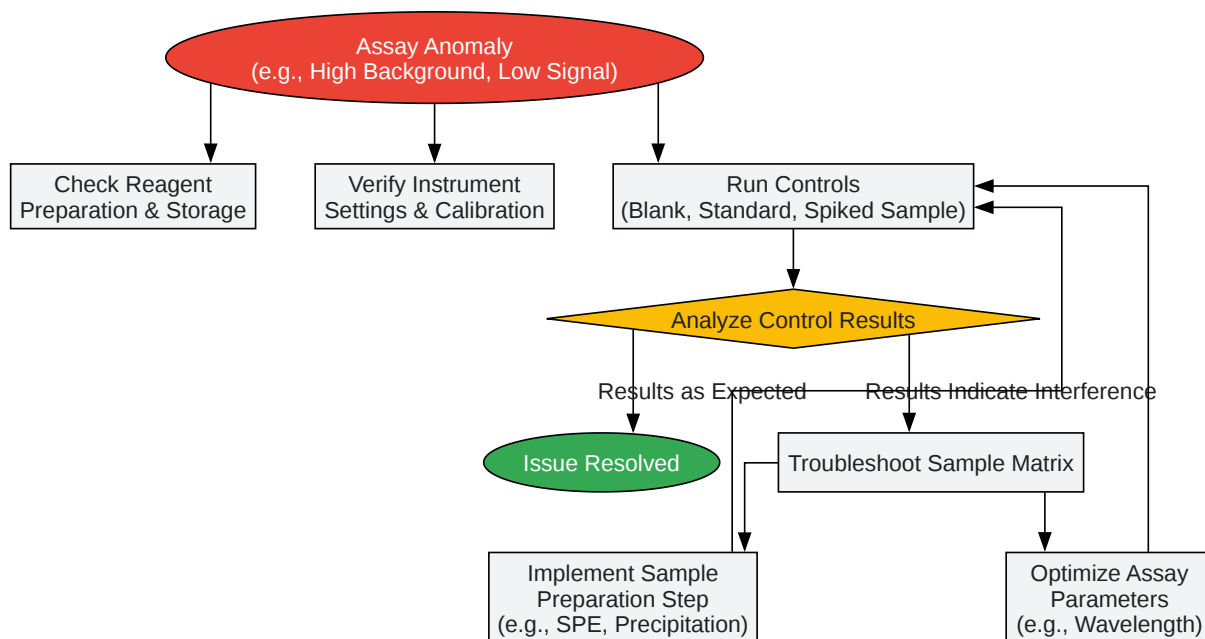 Assay Anomaly
(e.g., High Background, Low Signal)
Check Reagent
Preparation & Storage
Verify Instrument
Settings & Calibration
Run Controls
(Blank, Standard, Spiked Sample)
Analyze Control Results
Results as Expected
Results Indicate Interference
Issue Resolved
Troubleshoot Sample Matrix
Implement Sample
Preparation Step
(e.g., SPE, Precipitation)
Optimize Assay
Parameters
(e.g., Wavelength)